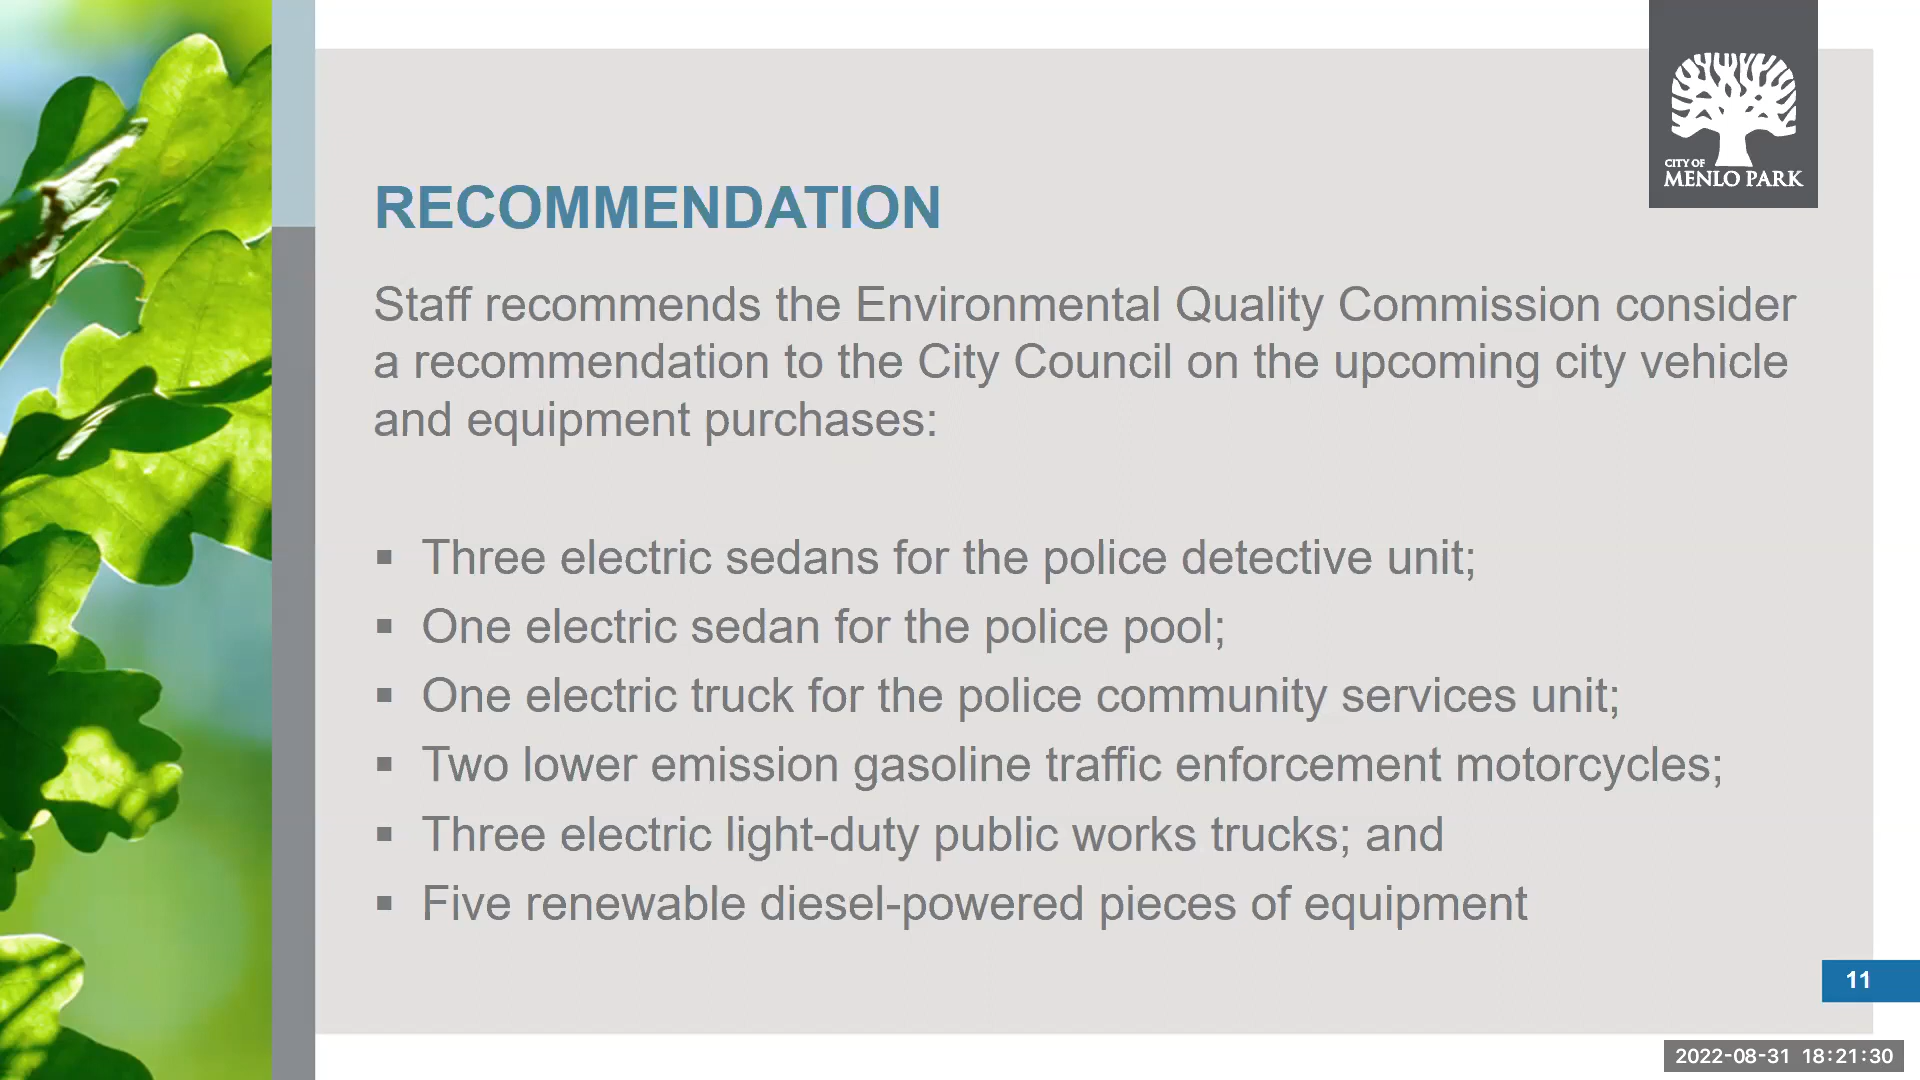 CITY OF
MENLO PARK
RECOMMENDATION
Staff recommends the Environmental Quality Commission consider
a recommendation to the City Council on the upcoming city vehicle
and equipment purchases:
▪ Three electric sedans for the police detective unit;
▪ One electric sedan for the police pool;
▪ One electric truck for the police community services unit;
▪ Two lower emission gasoline traffic enforcement motorcycles;
▪ Three electric light-duty public works trucks; and
▪ Five renewable diesel-powered pieces of equipment
11
2022-08-31 18:21:30